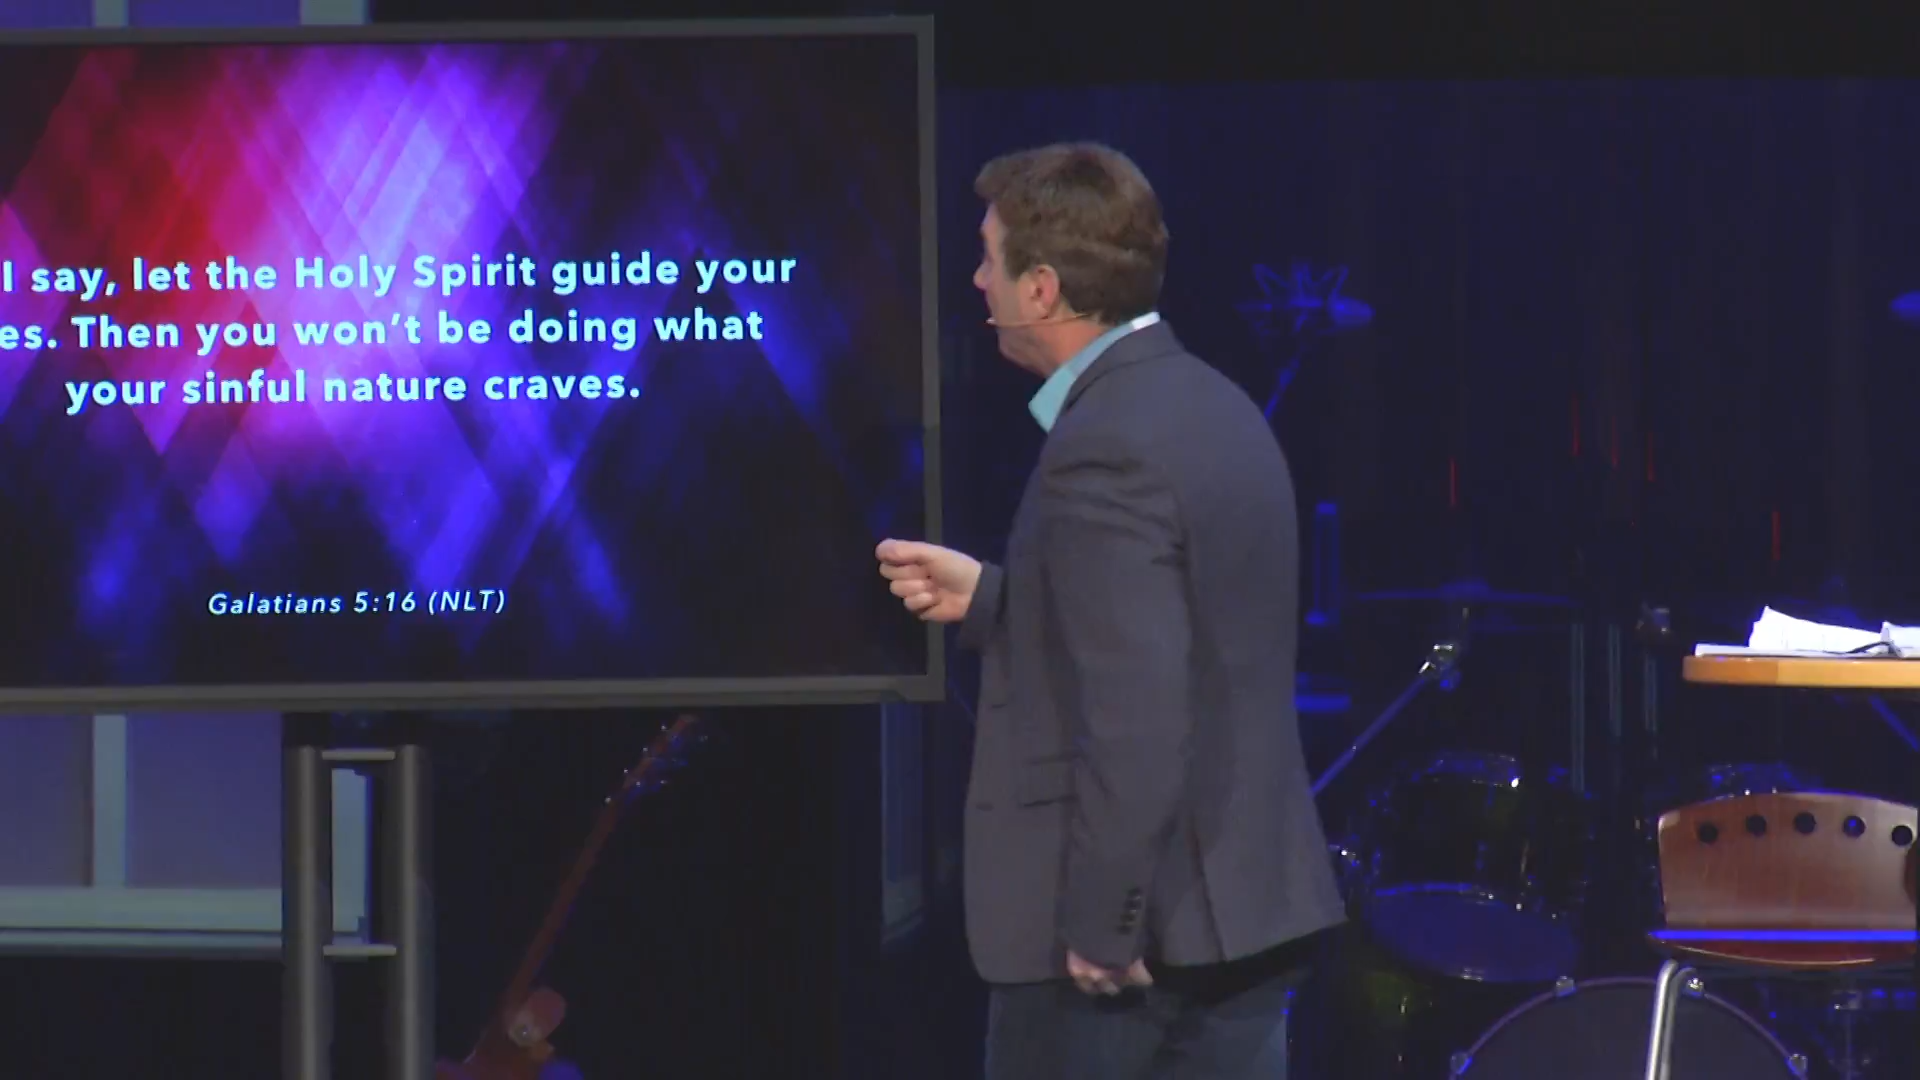 I say, let the Holy Spirit guide your
es. Then you won't be doing what
your sinful nature craves.
Galatians 5:16 (NLT)